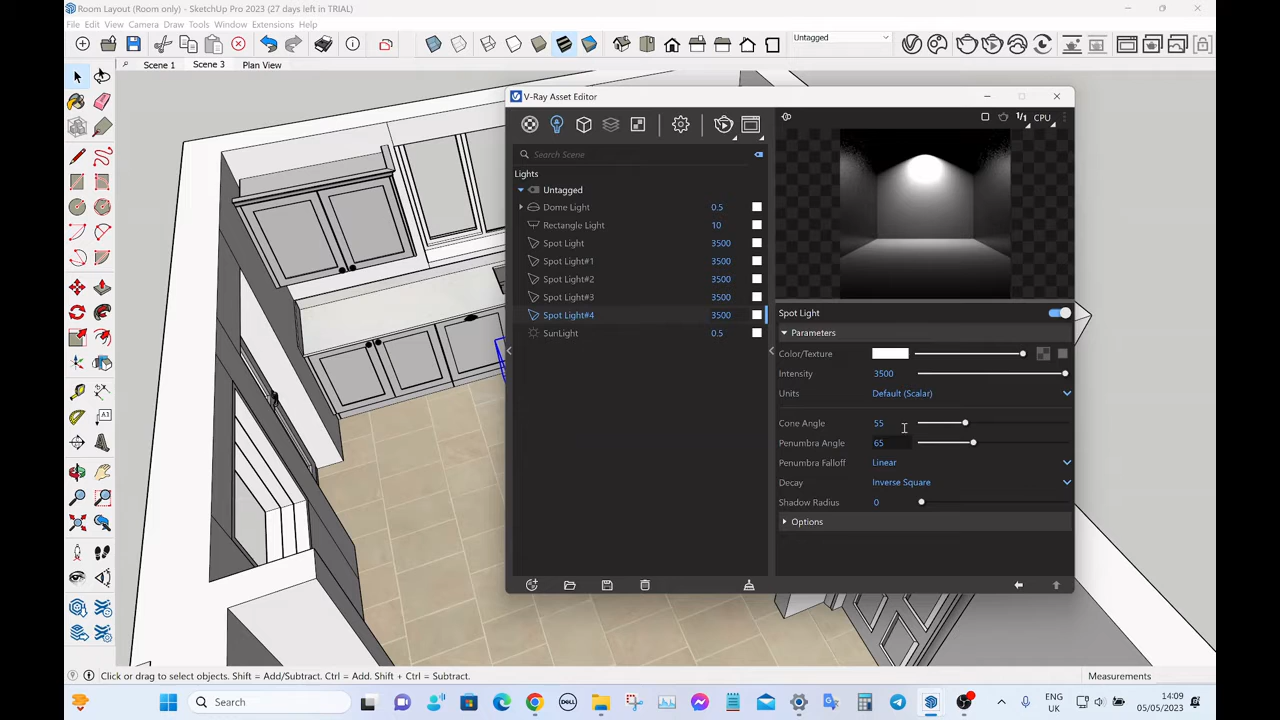 Room Layout (Room only) - SketchUp Pro 2023 (27 days left in TRIAL)
File Edit View Camera Draw Tools Window Extensions Help
Untagged
Scene 1 Scene 3 Plan View
V-Ray Asset Editor
1/1 CPU
Search Scene
Lights
Untagged
Dome Light 0.5
Rectangle Light 10
Spot Light 3500
Spot Light#1 3500
Spot Light#2 3500
Spot Light#3 3500
Spot Light#4 3500
SunLight 0.5
Spot Light
Parameters
Color/Texture
Intensity 3500
Units Default (Scalar)
Cone Angle 55
Penumbra Angle 65
Penumbra Falloff Linear
Decay Inverse Square
Shadow Radius 0
Options
A1
Click or drag to select objects. Shift = Add/Subtract. Ctrl = Add. Shift + Ctrl = Subtract.
Measurements
Search
DELL
ENG
UK
14:09
05/05/2023